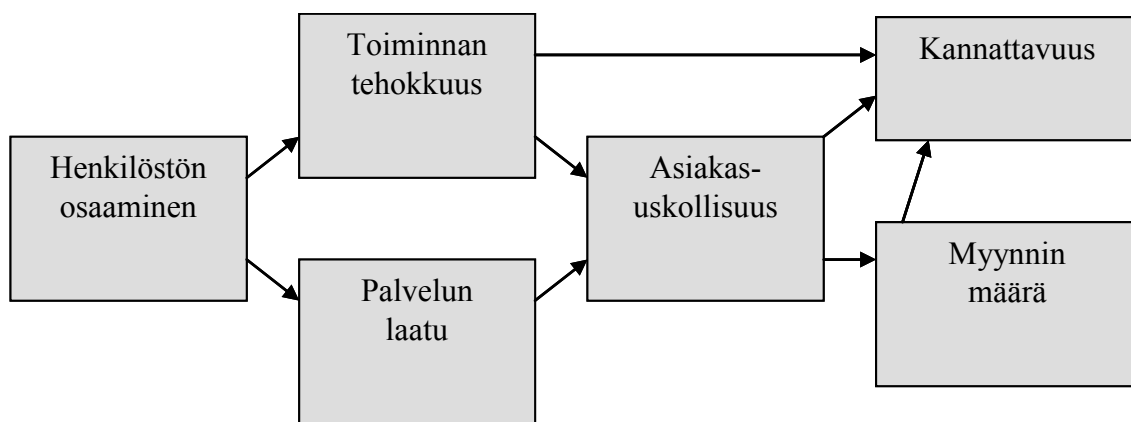 Henkilöstön
osaaminen
Toiminnan
tehokkuus
Palvelun
laatu
Asiakas-
uskollisuus
Kannattavuus
Myynnin
määrä